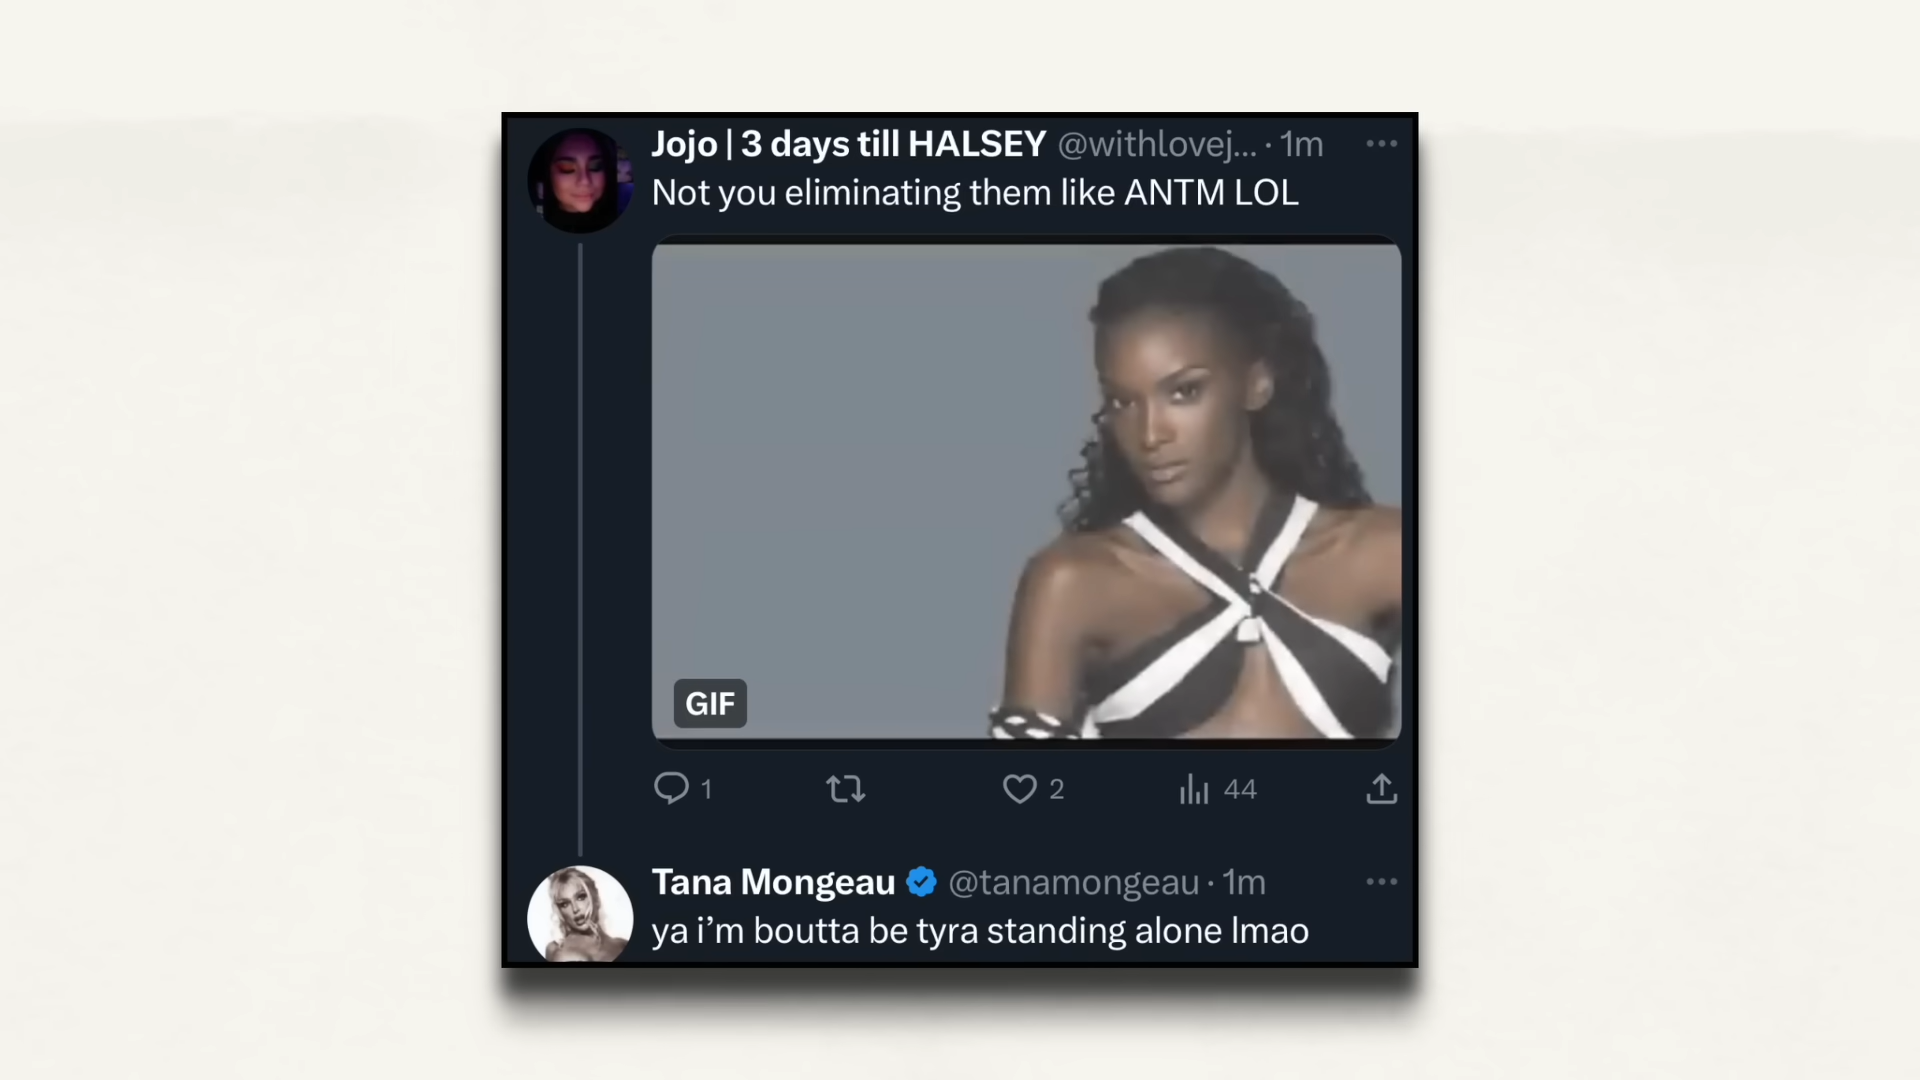 Jojo | 3 days till HALSEY @withlovej... · 1m
Not you eliminating them like ANTM LOL
GIF
1 2 44
Tana Mongeau @tanamongeau · 1m
ya i’m boutta be tyra standing alone lmao